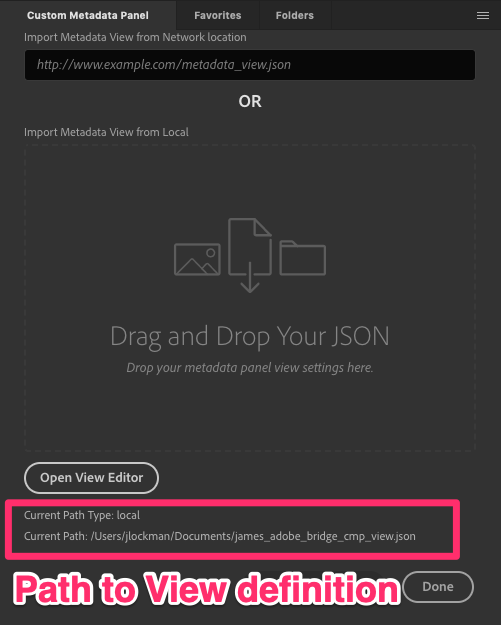 Custom Metadata Panel Favorites Folders
Import Metadata View from Network location
http://www.example.com/metadata_view.json
OR
Import Metadata View from Local
Drag and Drop Your JSON
Drop your metadata panel view settings here.
Open View Editor
Current Path Type: local
Current Path: /Users/jlockman/Documents/james_adobe_bridge_cmp_view.json
Path to View definition
Done